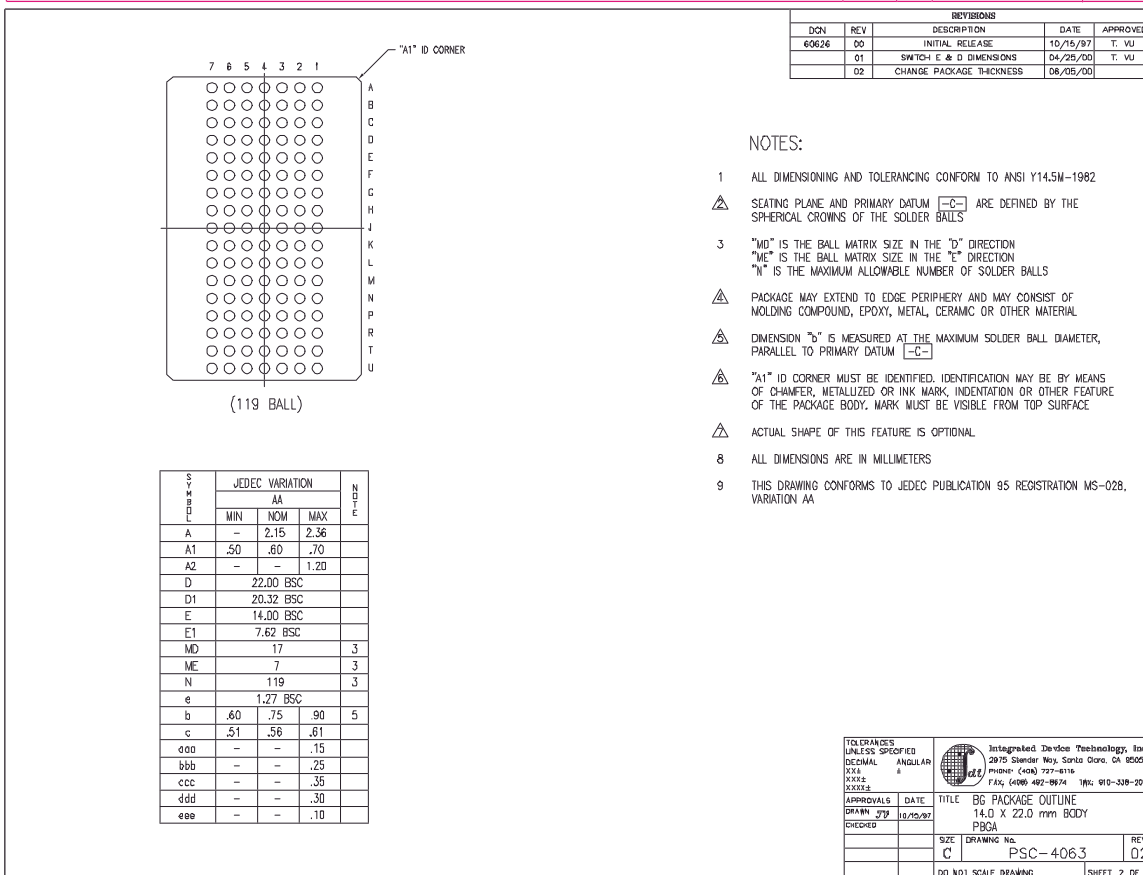 REVISIONS
DCN REV DESCRIPTION DATE APPROVED
60626 00 INITIAL RELEASE 10/15/97 T. VU
01 SWITCH E & D DIMENSIONS 04/25/00 T. VU
02 CHANGE PACKAGE THICKNESS 06/05/00
"A1" ID CORNER
7 6 5 4 3 2 1
A
B
C
D
E
F
G
H
J
K
L
M
N
P
R
T
U
(119 BALL)
NOTES:
1 ALL DIMENSIONING AND TOLERANCING CONFORM TO ANSI Y14.5M-1982
2 SEATING PLANE AND PRIMARY DATUM -C- ARE DEFINED BY THE
SPHERICAL CROWNS OF THE SOLDER BALLS
3 "MD" IS THE BALL MATRIX SIZE IN THE "D" DIRECTION
"ME" IS THE BALL MATRIX SIZE IN THE "E" DIRECTION
"N" IS THE MAXIMUM ALLOWABLE NUMBER OF SOLDER BALLS
4 PACKAGE MAY EXTEND TO EDGE PERIPHERY AND MAY CONSIST OF
MOLDING COMPOUND, EPOXY, METAL, CERAMIC OR OTHER MATERIAL
5 DIMENSION "b" IS MEASURED AT THE MAXIMUM SOLDER BALL DIAMETER,
PARALLEL TO PRIMARY DATUM -C-
6 "A1" ID CORNER MUST BE IDENTIFIED. IDENTIFICATION MAY BE BY MEANS
OF CHAMFER, METALLIZED OR INK MARK, INDENTATION OR OTHER FEATURE
OF THE PACKAGE BODY. MARK MUST BE VISIBLE FROM TOP SURFACE
7 ACTUAL SHAPE OF THIS FEATURE IS OPTIONAL
8 ALL DIMENSIONS ARE IN MILLIMETERS
9 THIS DRAWING CONFORMS TO JEDEC PUBLICATION 95 REGISTRATION MS-028,
VARIATION AA
SYMBOL JEDEC VARIATION NOTE
AA
MIN NOM MAX
A - 2.15 2.36
A1 .50 .60 .70
A2 - - 1.20
D 22.00 BSC
D1 20.32 BSC
E 14.00 BSC
E1 7.62 BSC
MD 17 3
ME 7 3
N 119 3
e 1.27 BSC
b .60 .75 .90 5
c .51 .56 .61
aaa - - .15
bbb - - .25
ccc - - .35
ddd - - .30
eee - - .10
TOLERANCES
UNLESS SPECIFIED
DECIMAL ANGULAR
XX± ±
XXX±
XXXX±
idt
Integrated Device Technology, Inc
2975 Stender Way, Santa Clara, CA 9505
PHONE: (408) 727-6116
FAX: (408) 492-8674 TWX: 910-338-20
APPROVALS DATE
DRAWN TV 10/15/97
CHECKED
TITLE BG PACKAGE OUTLINE
14.0 X 22.0 mm BODY
PBGA
SIZE DRAWING No. REV
C PSC-4063 02
DO NOT SCALE DRAWING SHEET 2 OF